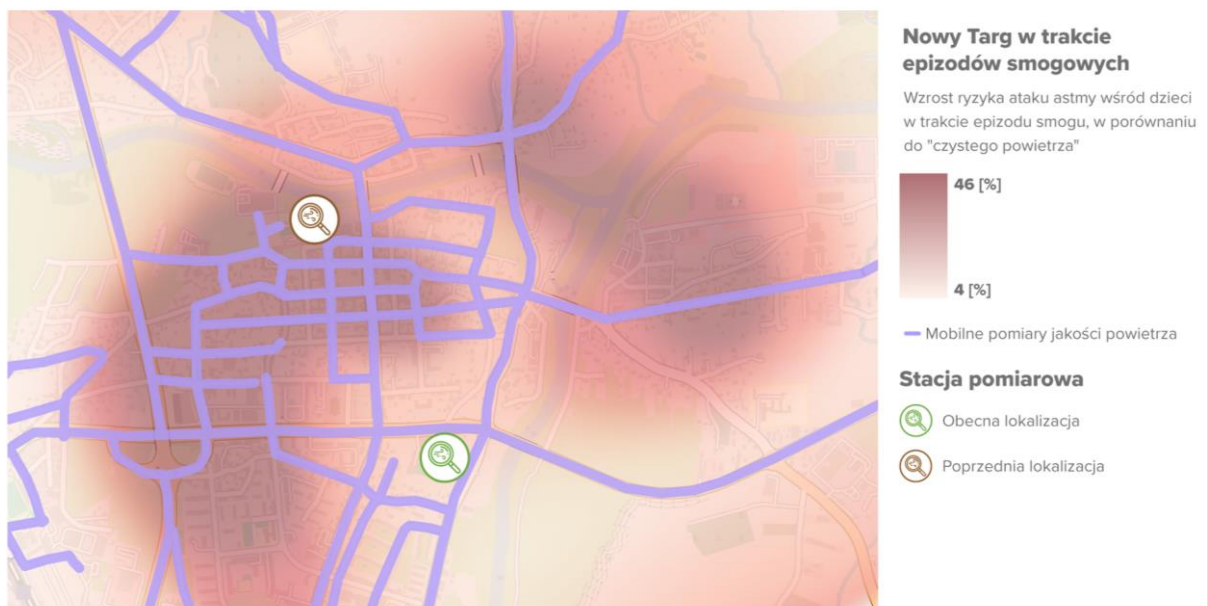 Nowy Targ w trakcie
epizodów smogowych
Wzrost ryzyka ataku astmy wśród dzieci
w trakcie epizodu smogu, w porównaniu
do "czystego powietrza"
46 [%]
4 [%]
Mobilne pomiary jakości powietrza
Stacja pomiarowa
Obecna lokalizacja
Poprzednia lokalizacja